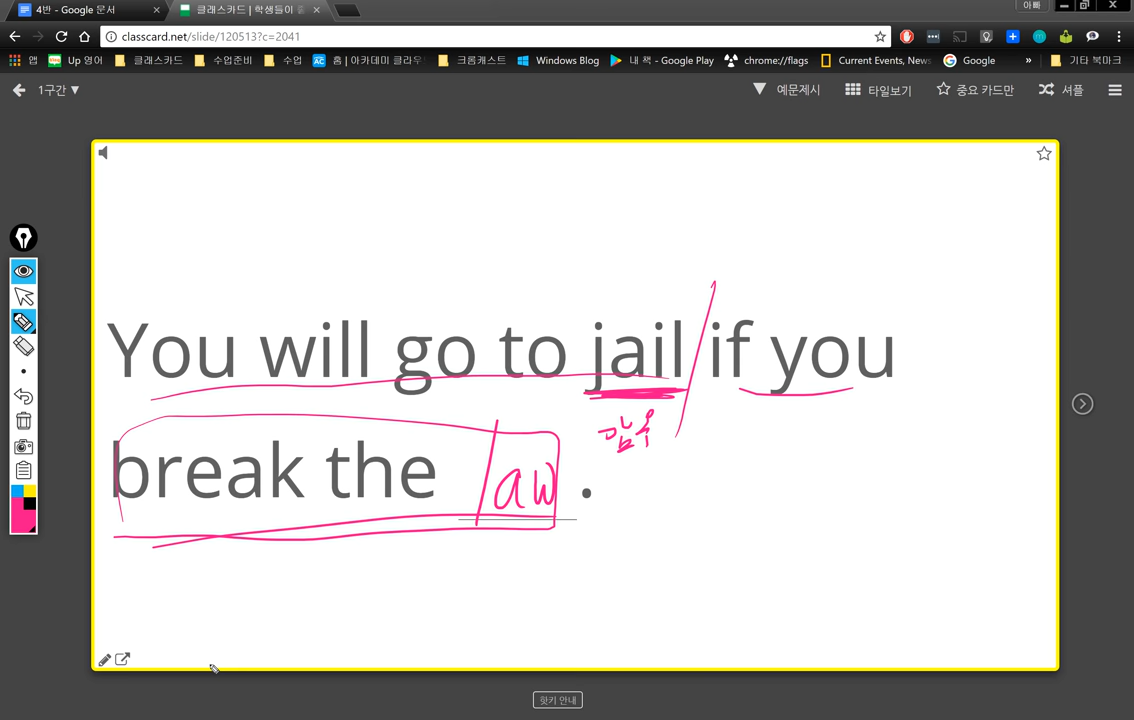 4반 - Google 문서
클래스카드 | 학생들이
아빠
classcard.net/slide/120513?c=2041
앱 Up 영어 클래스카드 수업준비 수업 AC 홈 | 아카데미 클라우 크롬캐스트 Windows Blog 내 책 - Google Play chrome://flags Current Events, News Google » 기타 북마크
1구간 ▼ ▼ 예문제시 타일보기 중요 카드만 셔플
You will go to jail / if you
감옥
break the law .
핫키 안내